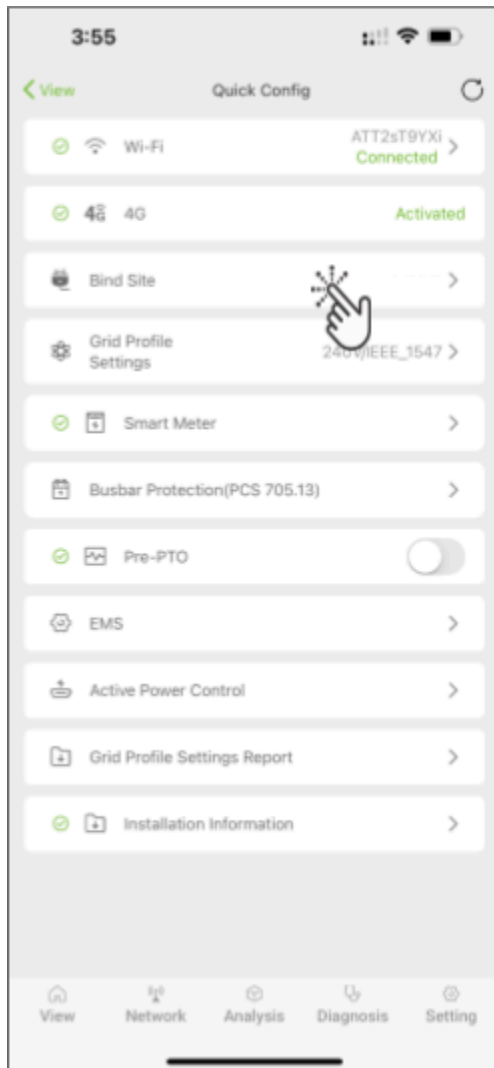 3:55
View
Quick Config
Wi-Fi
ATT2sT9YXi
Connected
4G
4G
Activated
Bind Site
Grid Profile
Settings
240V/IEEE_1547
Smart Meter
Busbar Protection(PCS 705.13)
Pre-PTO
EMS
Active Power Control
Grid Profile Settings Report
Installation Information
View
Network
Analysis
Diagnosis
Setting